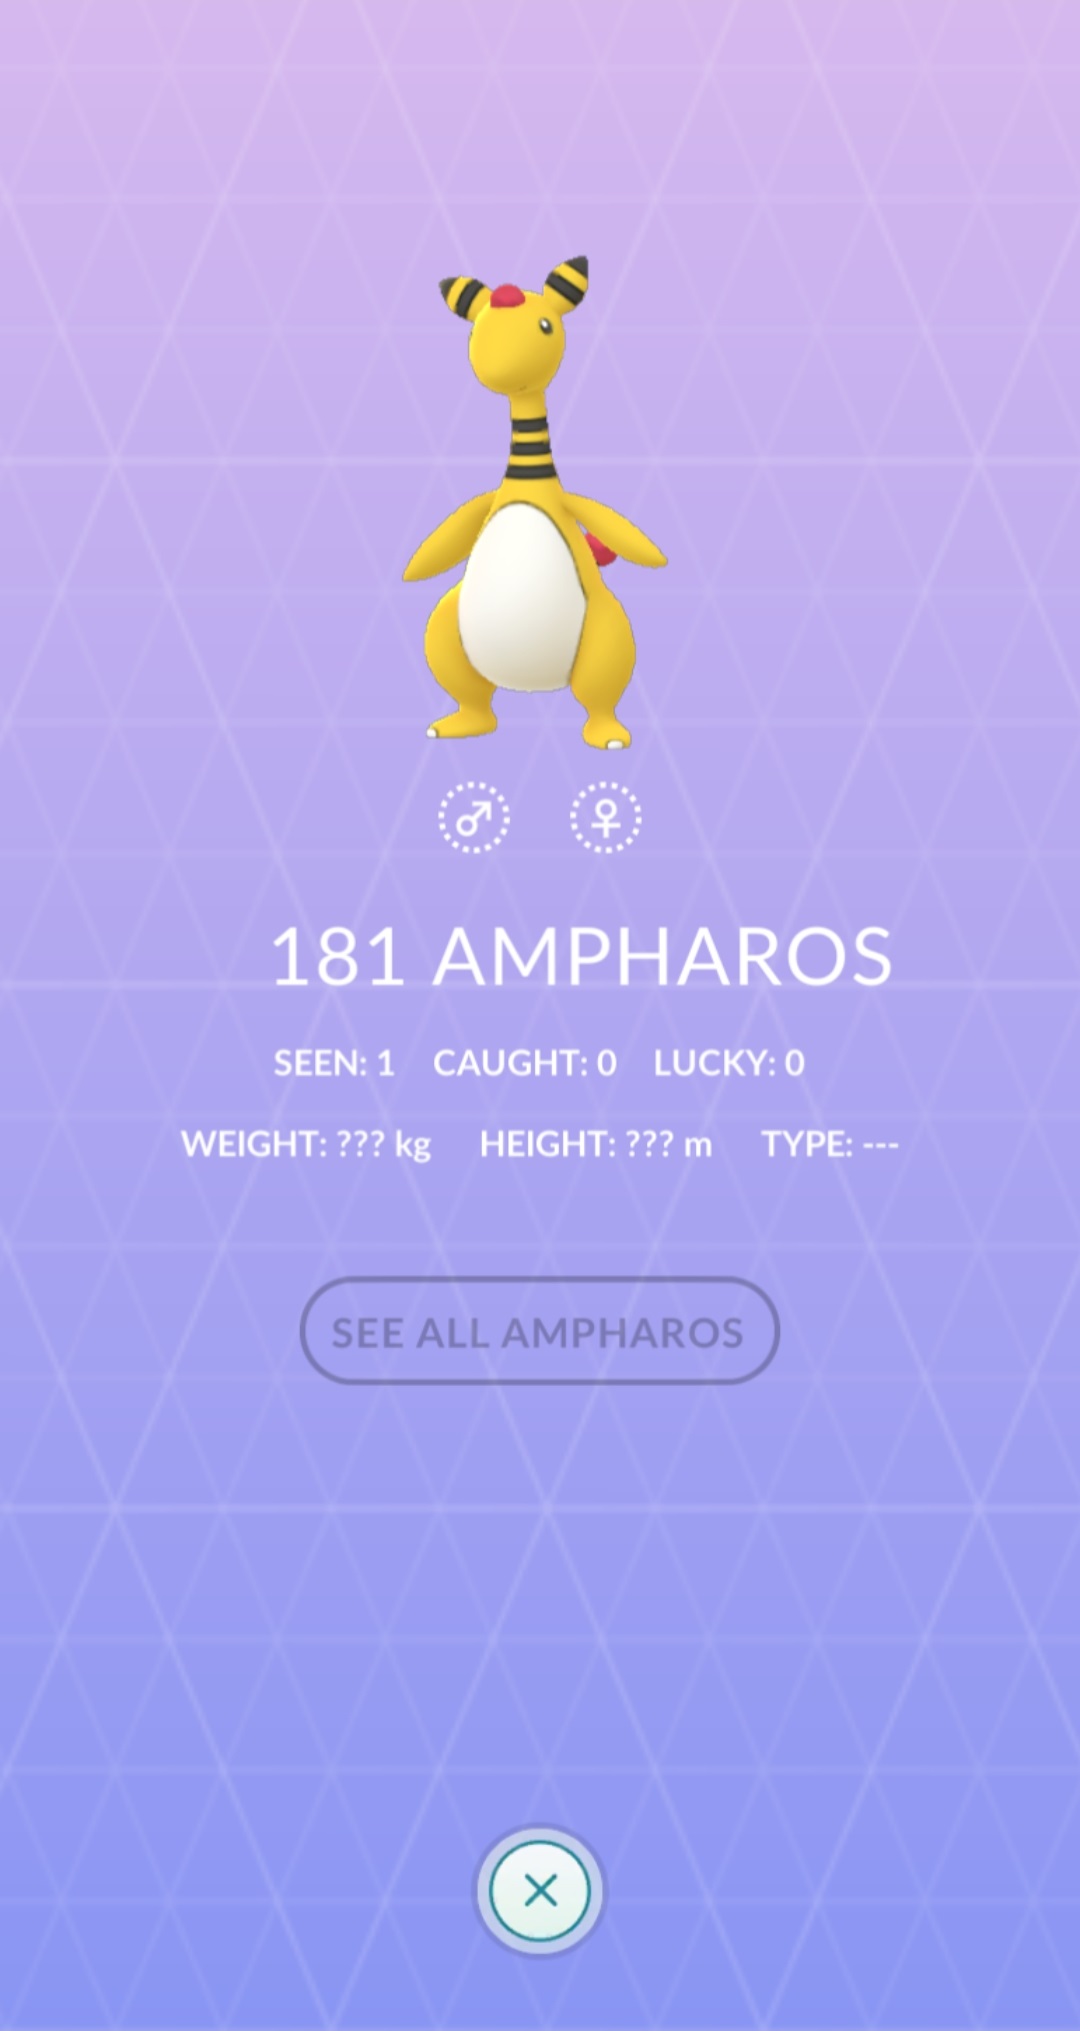 181 AMPHAROS
SEEN: 1 CAUGHT: 0 LUCKY: 0
WEIGHT: ??? kg HEIGHT: ??? m TYPE: ---
SEE ALL AMPHAROS